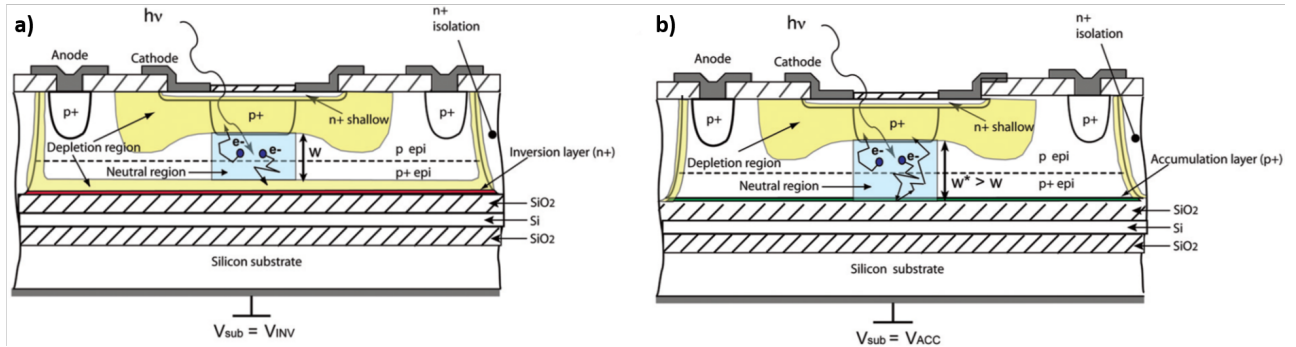 a)
hν
n+
isolation
Anode
Cathode
p+
p+
p+
n+ shallow
Depletion region
e-
e-
W
p epi
Neutral region
p+ epi
Inversion layer (n+)
SiO2
Si
SiO2
Silicon substrate
Vsub = VINV
b)
hν
n+
isolation
Anode
Cathode
p+
p+
p+
n+ shallow
Depletion region
e-
e-
p epi
Neutral region
W* > W
p+ epi
Accumulation layer (p+)
SiO2
Si
SiO2
Silicon substrate
Vsub = VACC